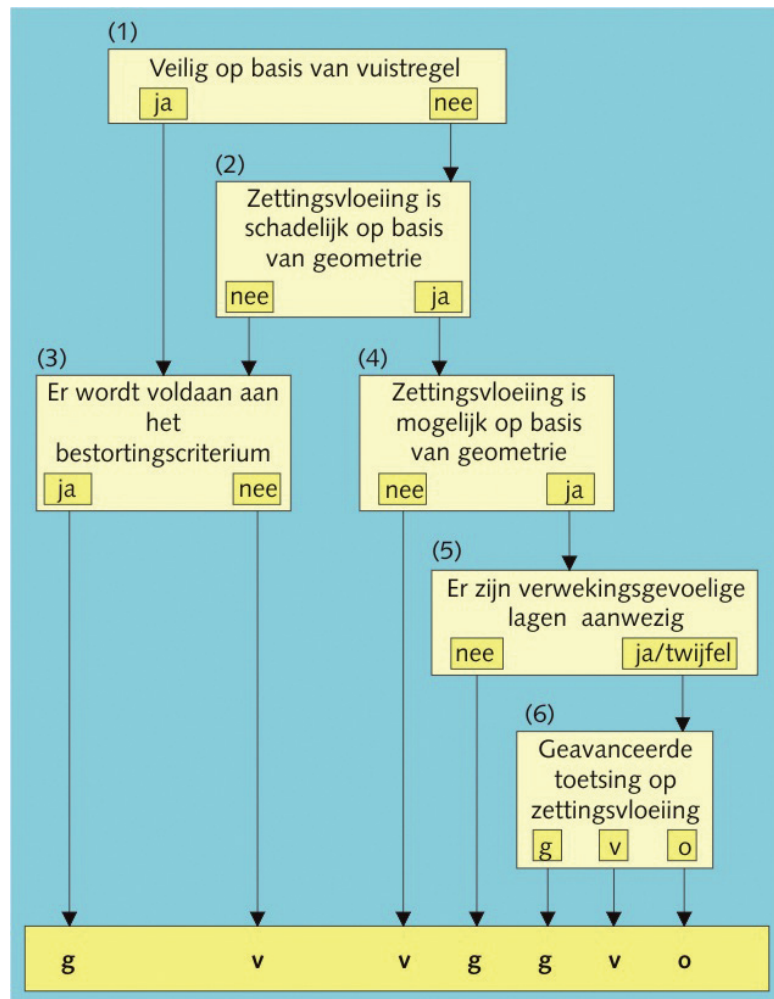 (1)
Veilig op basis van vuistregel
ja nee
(2)
Zettingsvloeiing is
schadelijk op basis
van geometrie
nee ja
(3)
Er wordt voldaan aan
het
bestortingscriterium
ja nee
(4)
Zettingsvloeiing is
mogelijk op basis
van geometrie
nee ja
(5)
Er zijn verwekingsgevoelige
lagen aanwezig
nee ja/twijfel
(6)
Geavanceerde
toetsing op
zettingsvloeiing
g v o
g v v g g v o